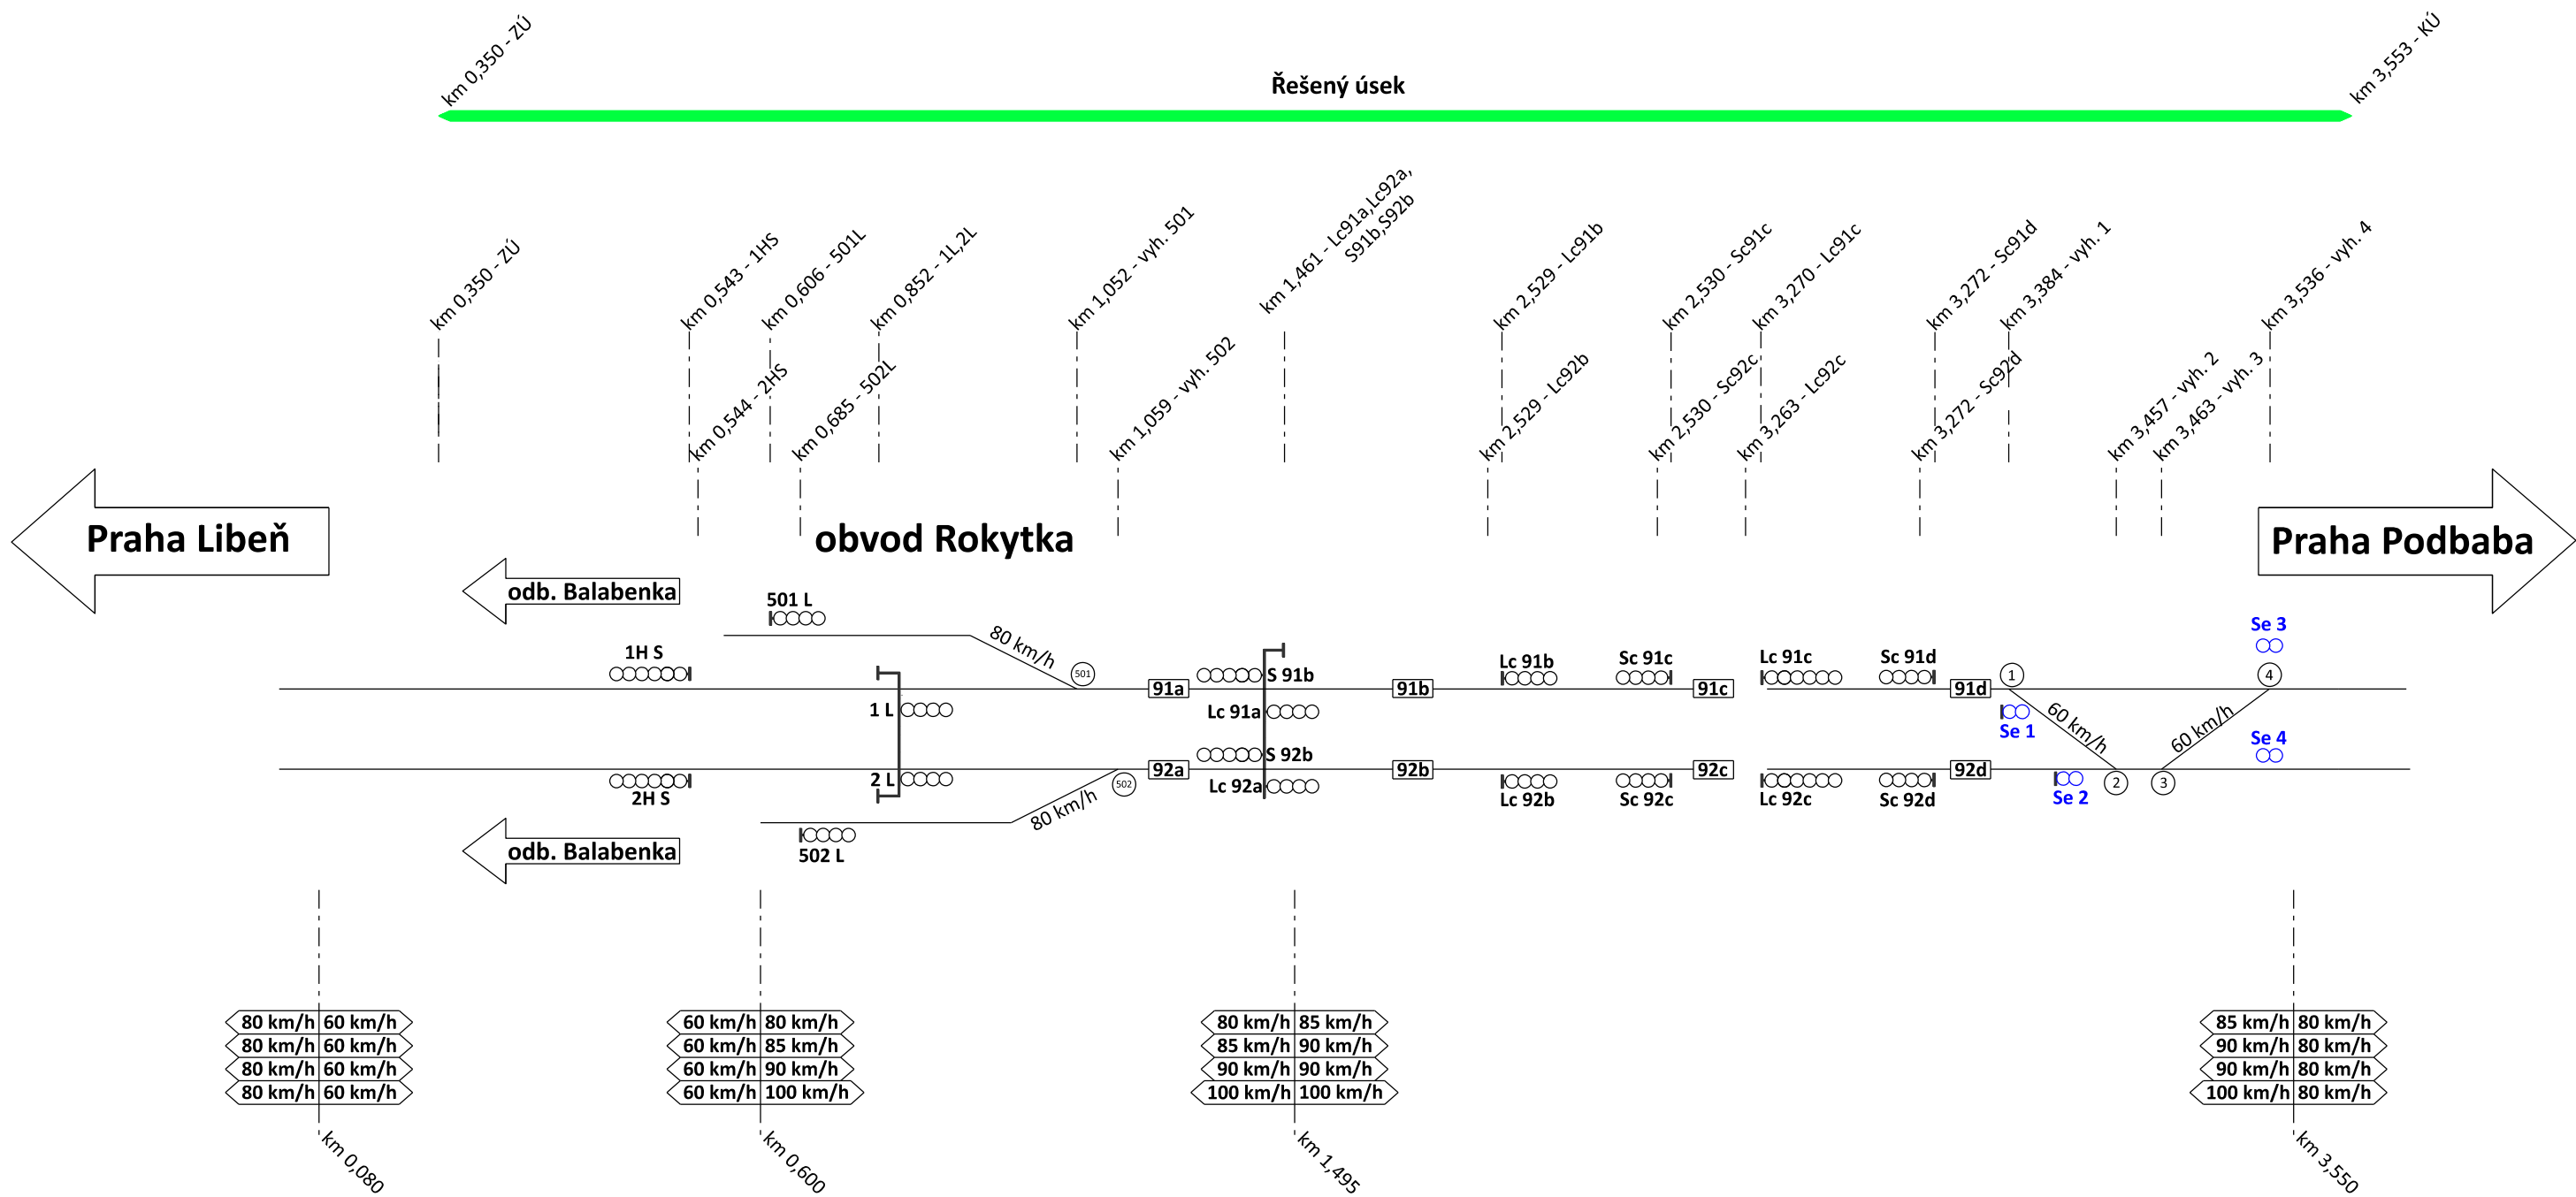 km 0,350 - ZÚ
Řešený úsek
km 3,553 - KÚ
km 0,350 - ZÚ
km 0,543 - 1HS
km 0,606 - 501L
km 0,852 - 1L,2L
km 1,052 - vyh. 501
km 1,461 - Lc91a,Lc92a,
S91b,S92b
km 2,529 - Lc91b
km 2,530 - Sc91c
km 3,270 - Lc91c
km 3,272 - Sc91d
km 3,384 - vyh. 1
km 3,536 - vyh. 4
km 0,544 - 2HS
km 0,685 - 502L
km 1,059 - vyh. 502
km 2,529 - Lc92b
km 2,530 - Sc92c
km 3,263 - Lc92c
km 3,272 - Sc92d
km 3,457 - vyh. 2
km 3,463 - vyh. 3
Praha Libeň
obvod Rokytka
Praha Podbaba
odb. Balabenka
501 L
80 km/h
501
1H S
91a
S 91b
91b
Lc 91b
Sc 91c
91c
Lc 91c
Sc 91d
91d
1
Se 3
4
1 L
Lc 91a
Se 1
60 km/h
60 km/h
2 L
92a
S 92b
Lc 92a
92b
Lc 92b
Sc 92c
92c
Lc 92c
Sc 92d
92d
Se 2
2
3
Se 4
2H S
502
80 km/h
odb. Balabenka
502 L
80 km/h 60 km/h
80 km/h 60 km/h
80 km/h 60 km/h
80 km/h 60 km/h
km 0,080
60 km/h 80 km/h
60 km/h 85 km/h
60 km/h 90 km/h
60 km/h 100 km/h
km 0,600
80 km/h 85 km/h
85 km/h 90 km/h
90 km/h 90 km/h
100 km/h 100 km/h
km 1,495
85 km/h 80 km/h
90 km/h 80 km/h
90 km/h 80 km/h
100 km/h 80 km/h
km 3,550